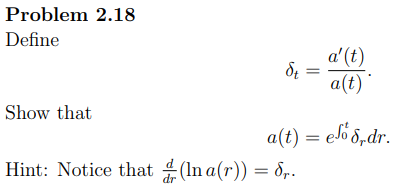 Problem 2.18
Define
δ_t = a′(t)/a(t).
Show that
a(t) = e^{∫_0^t} δ_r dr.
Hint: Notice that d/dr (ln a(r)) = δ_r.